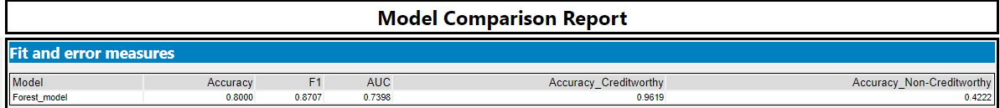 Model Comparison Report
Fit and error measures
Model Accuracy F1 AUC Accuracy_Creditworthy Accuracy_Non-Creditworthy
Forest_model 0.8000 0.8707 0.7398 0.9619 0.4222